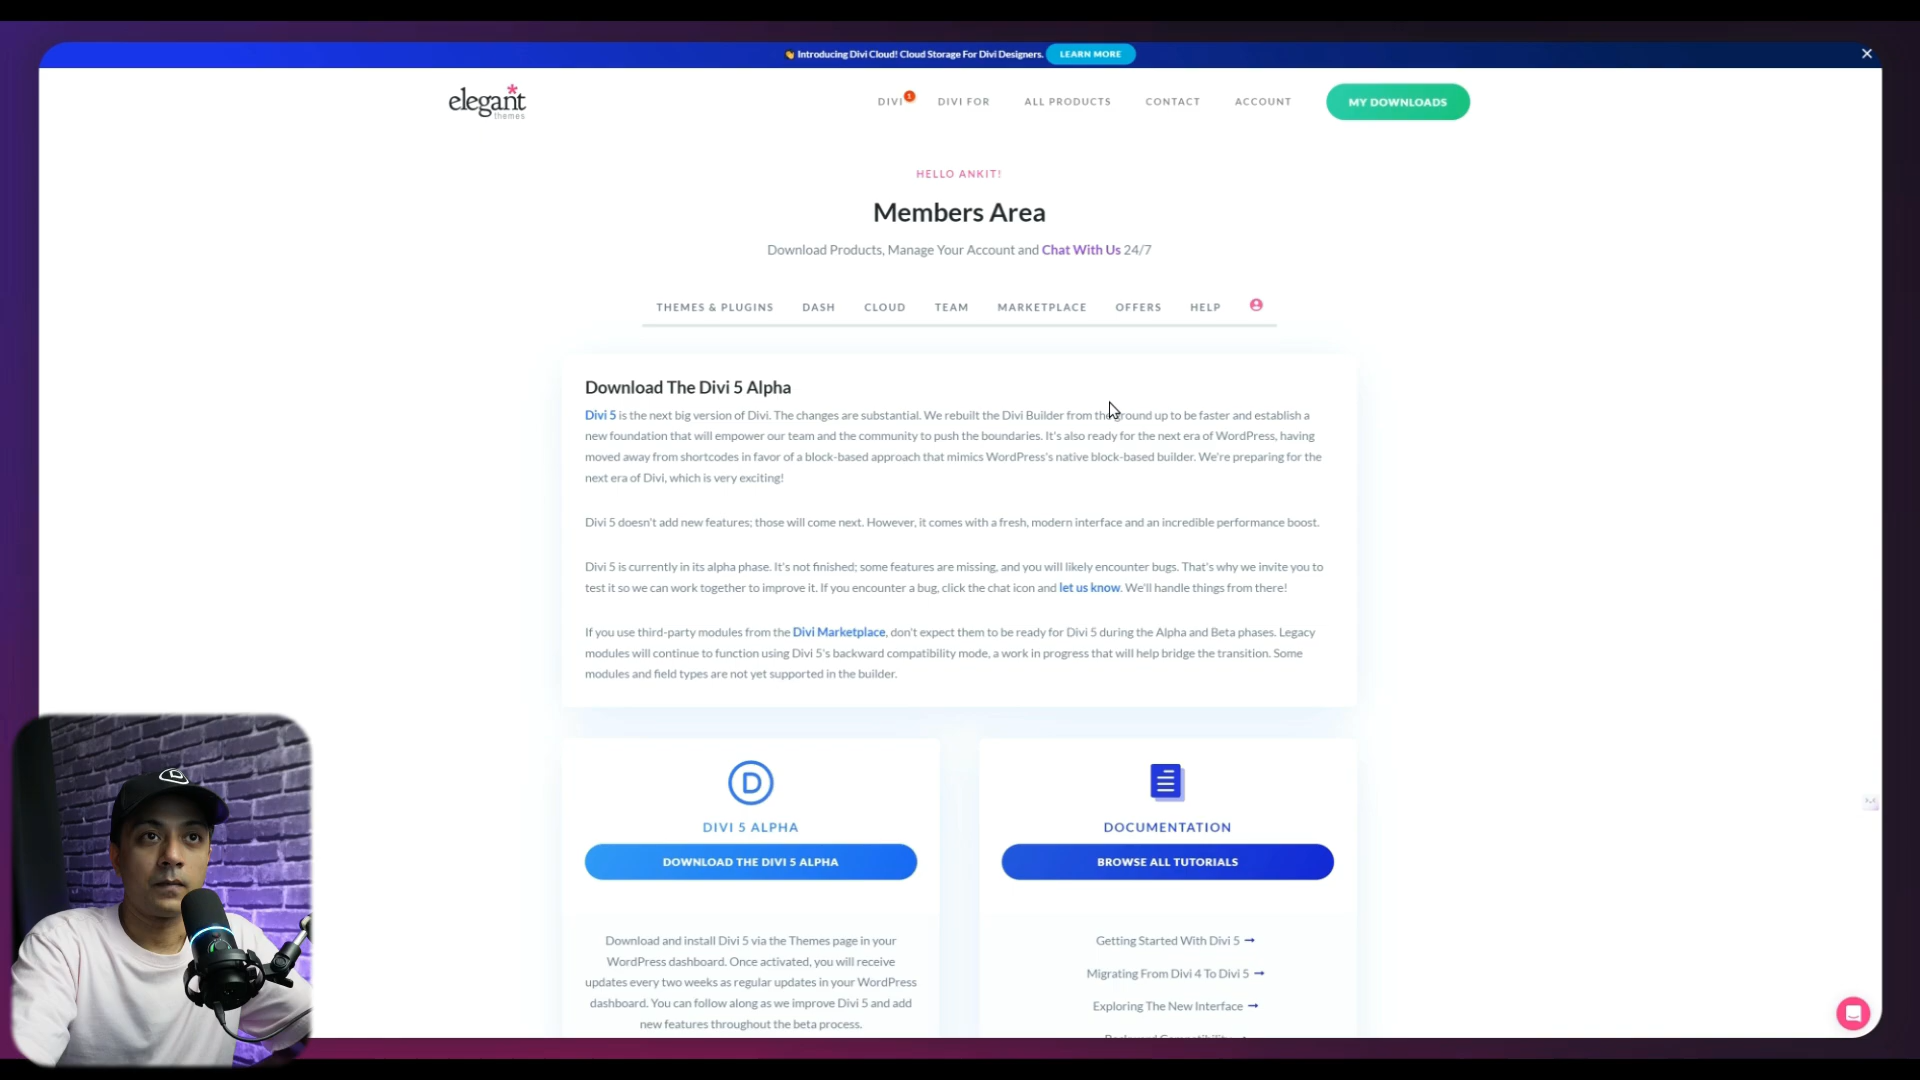 Introducing Divi Cloud! Cloud Storage For Divi Designers. LEARN MORE
elegant
themes
DIVI 1 DIVI FOR ALL PRODUCTS CONTACT ACCOUNT MY DOWNLOADS
HELLO ANKIT!
Members Area
Download Products, Manage Your Account and Chat With Us 24/7
THEMES & PLUGINS DASH CLOUD TEAM MARKETPLACE OFFERS HELP
Download The Divi 5 Alpha
Divi 5 is the next big version of Divi. The changes are substantial. We rebuilt the Divi Builder from the ground up to be faster and establish a
new foundation that will empower our team and the community to push the boundaries. It's also ready for the next era of WordPress, having
moved away from shortcodes in favor of a block-based approach that mimics WordPress's native block-based builder. We're preparing for the
next era of Divi, which is very exciting!
Divi 5 doesn't add new features; those will come next. However, it comes with a fresh, modern interface and an incredible performance boost.
Divi 5 is currently in its alpha phase. It's not finished; some features are missing, and you will likely encounter bugs. That's why we invite you to
test it so we can work together to improve it. If you encounter a bug, click the chat icon and let us know. We'll handle things from there!
If you use third-party modules from the Divi Marketplace, don't expect them to be ready for Divi 5 during the Alpha and Beta phases. Legacy
modules will continue to function using Divi 5's backward compatibility mode, a work in progress that will help bridge the transition. Some
modules and field types are not yet supported in the builder.
D
DIVI 5 ALPHA
DOWNLOAD THE DIVI 5 ALPHA
Download and install Divi 5 via the Themes page in your
WordPress dashboard. Once activated, you will receive
updates every two weeks as regular updates in your WordPress
dashboard. You can follow along as we improve Divi 5 and add
new features throughout the beta process.
DOCUMENTATION
BROWSE ALL TUTORIALS
Getting Started With Divi 5 →
Migrating From Divi 4 To Divi 5 →
Exploring The New Interface →